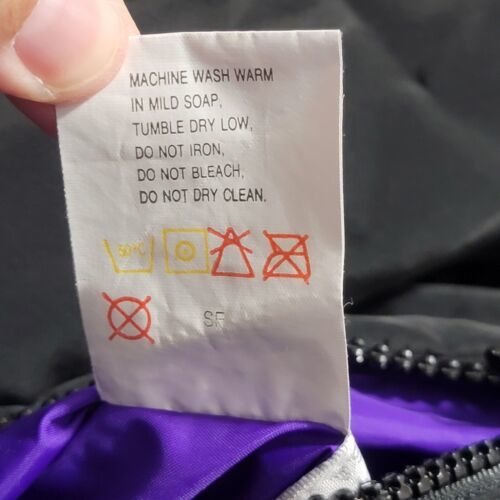 MACHINE WASH WARM
IN MILD SOAP,
TUMBLE DRY LOW,
DO NOT IRON,
DO NOT BLEACH,
DO NOT DRY CLEAN.
30°C
SF